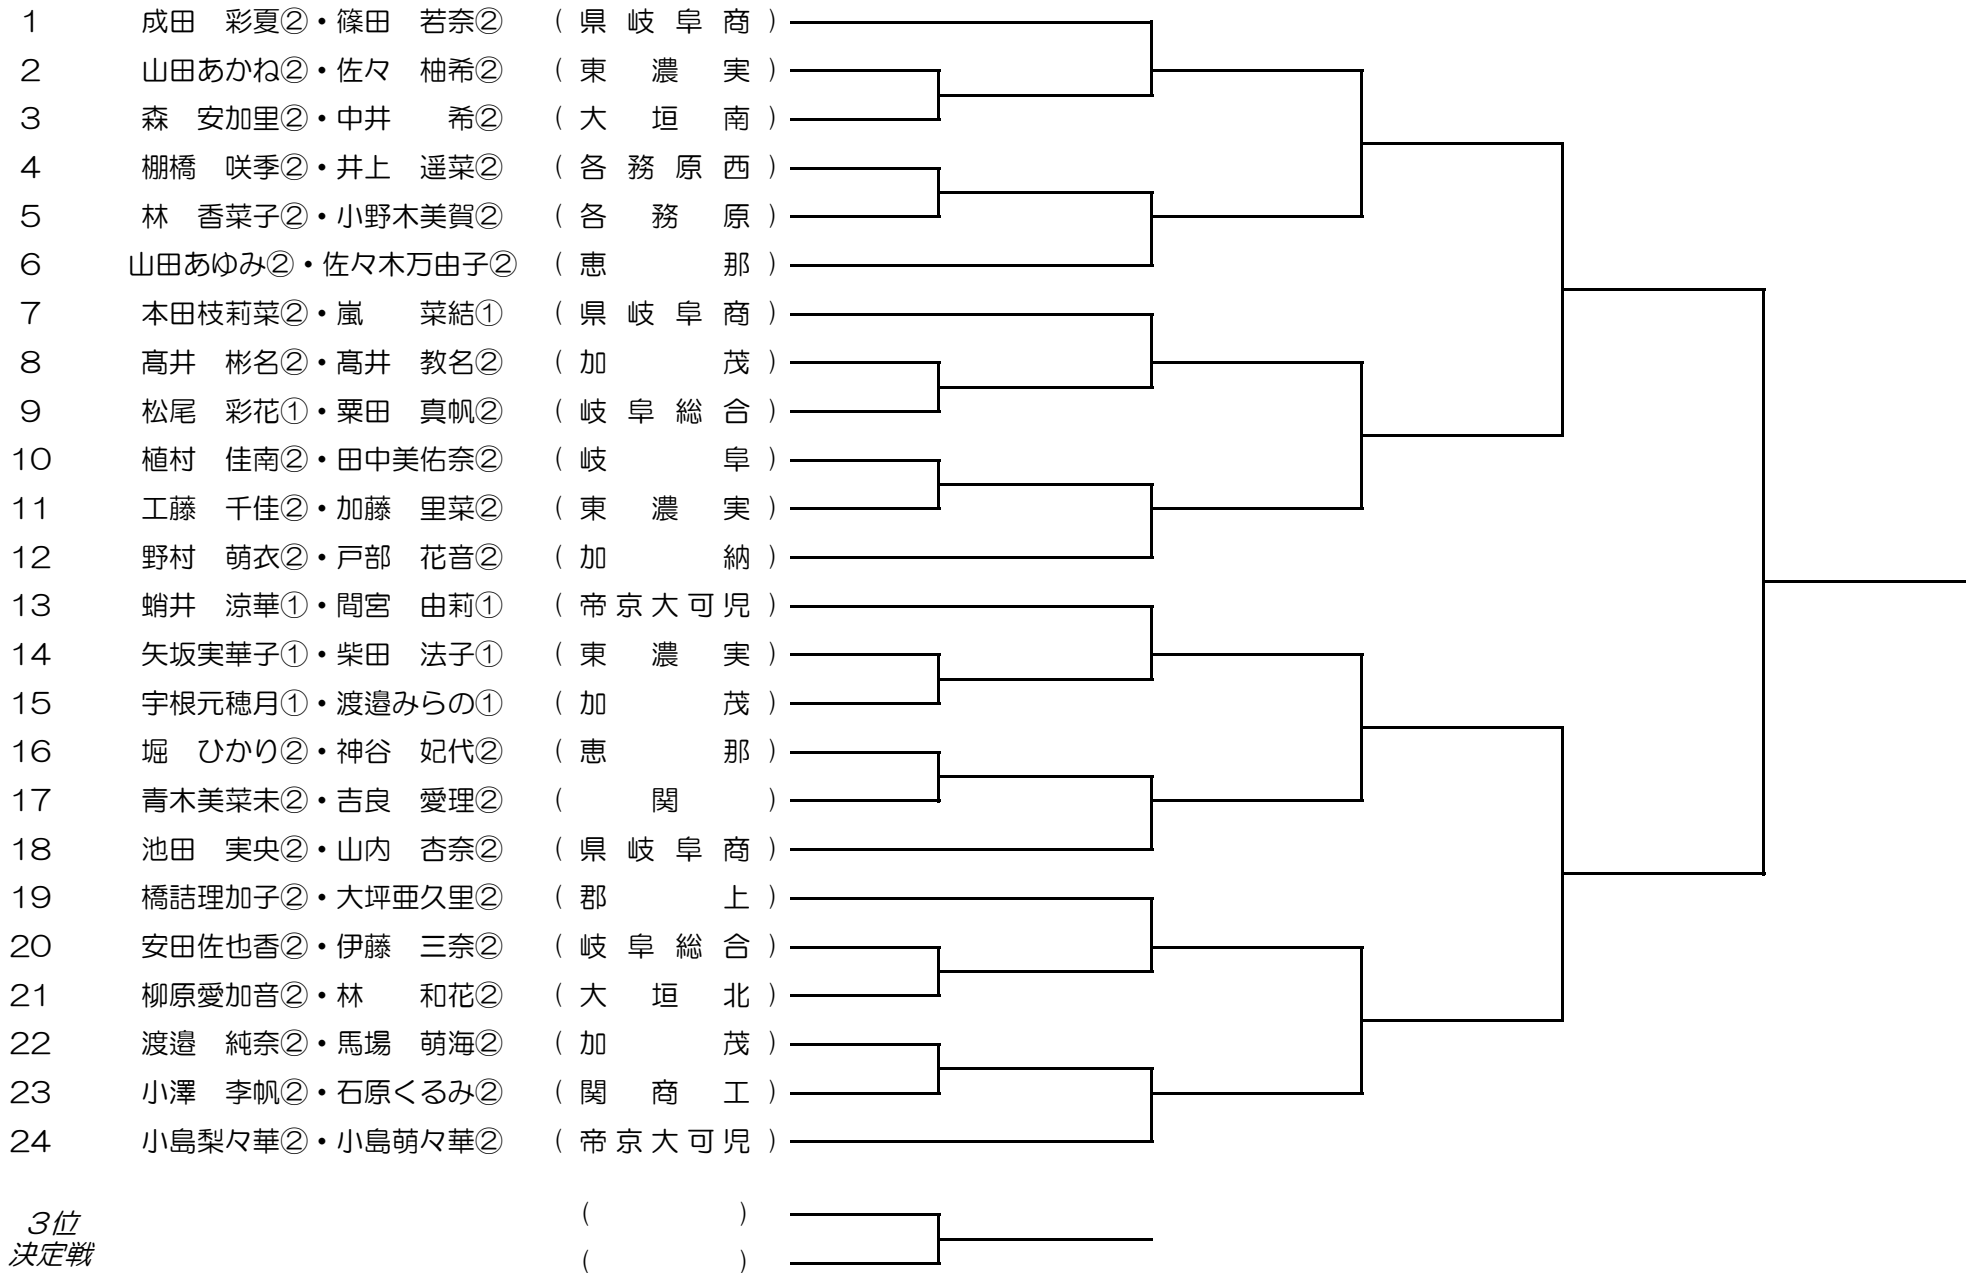 1 成田 彩夏②・篠田 若奈② (県岐阜商)
2 山田あかね②・佐々 柚希② (東濃実)
3 森 安加里②・中井 希② (大垣南)
4 棚橋 咲季②・井上 遥菜② (各務原西)
5 林 香菜子②・小野木美賀② (各務原)
6 山田あゆみ②・佐々木万由子② (恵那)
7 本田枝莉菜②・嵐 菜結① (県岐阜商)
8 髙井 彬名②・髙井 教名② (加茂)
9 松尾 彩花①・粟田 真帆② (岐阜総合)
10 植村 佳南②・田中美佑奈② (岐阜)
11 工藤 千佳②・加藤 里菜② (東濃実)
12 野村 萌衣②・戸部 花音② (加納)
13 蛸井 涼華①・間宮 由莉① (帝京大可児)
14 矢坂実華子①・柴田 法子① (東濃実)
15 宇根元穂月①・渡邉みらの① (加茂)
16 堀 ひかり②・神谷 妃代② (恵那)
17 青木美菜未②・吉良 愛理② (関)
18 池田 実央②・山内 杏奈② (県岐阜商)
19 橋詰理加子②・大坪亜久里② (郡上)
20 安田佐也香②・伊藤 三奈② (岐阜総合)
21 柳原愛加音②・林 和花② (大垣北)
22 渡邉 純奈②・馬場 萌海② (加茂)
23 小澤 李帆②・石原くるみ② (関商工)
24 小島梨々華②・小島萌々華② (帝京大可児)
3位 ( )
決定戦 ( )